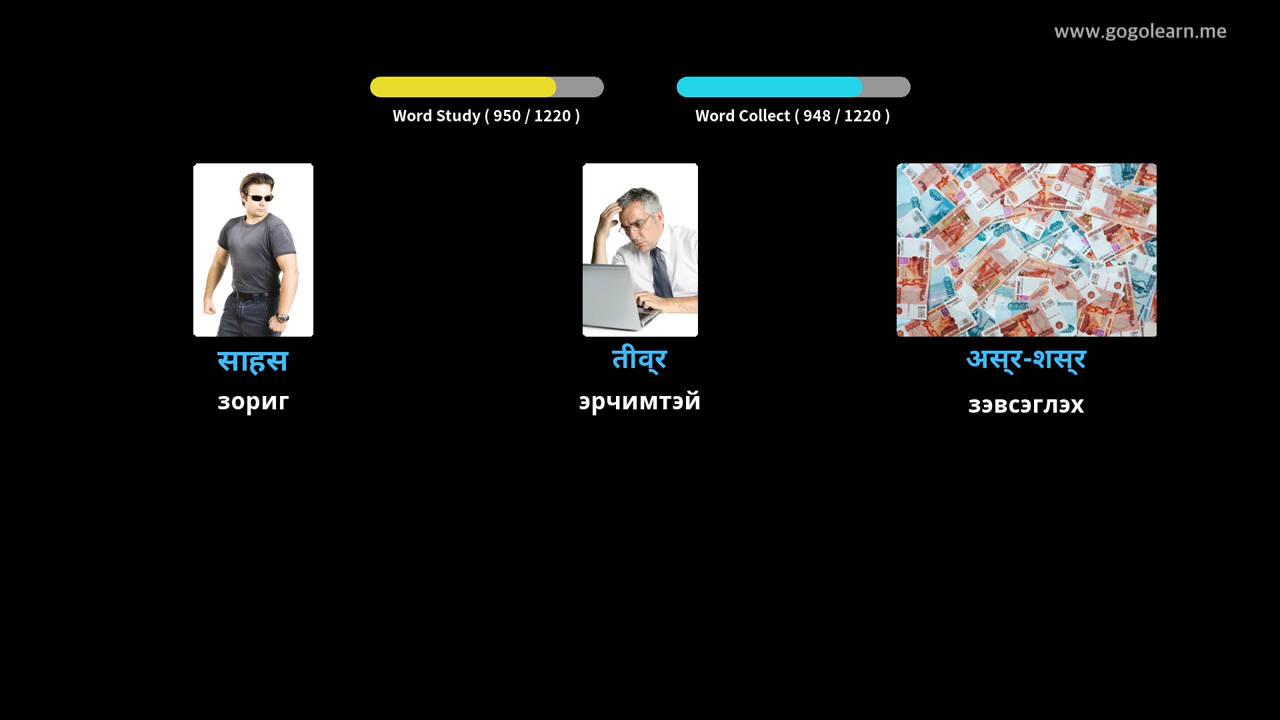 www.gogolearn.me
Word Study ( 950 / 1220 )
Word Collect ( 948 / 1220 )
साहस
зориг
तीव्र
эрчимтэй
अस्र-शस्र
зэвсэглэх